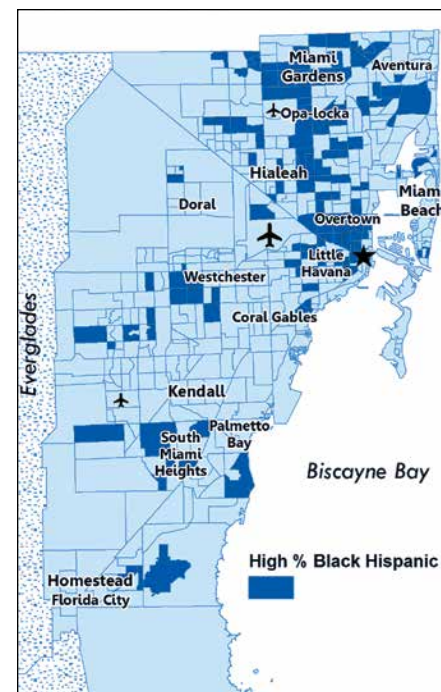 Miami
Gardens
Aventura
Opa-locka
Hialeah
Doral
Miami
Beach
Overtown
Little
Havana
Westchester
Coral Gables
Everglades
Kendall
Palmetto
Bay
South
Miami
Heights
Biscayne Bay
High % Black Hispanic
Homestead
Florida City